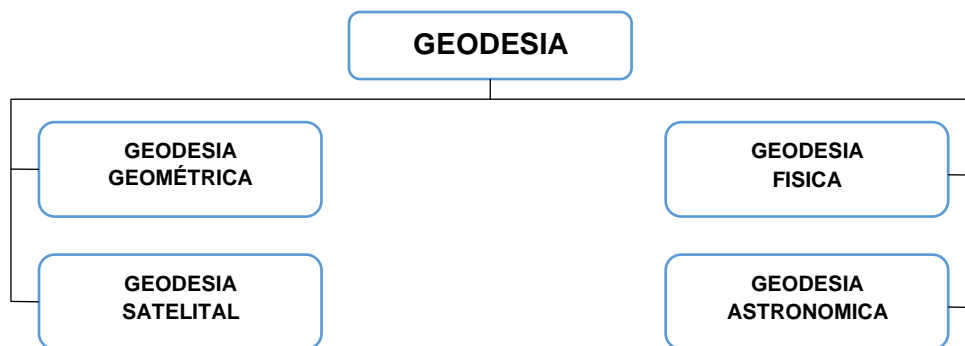 GEODESIA
GEODESIA
GEOMÉTRICA
GEODESIA
FISICA
GEODESIA
SATELITAL
GEODESIA
ASTRONOMICA